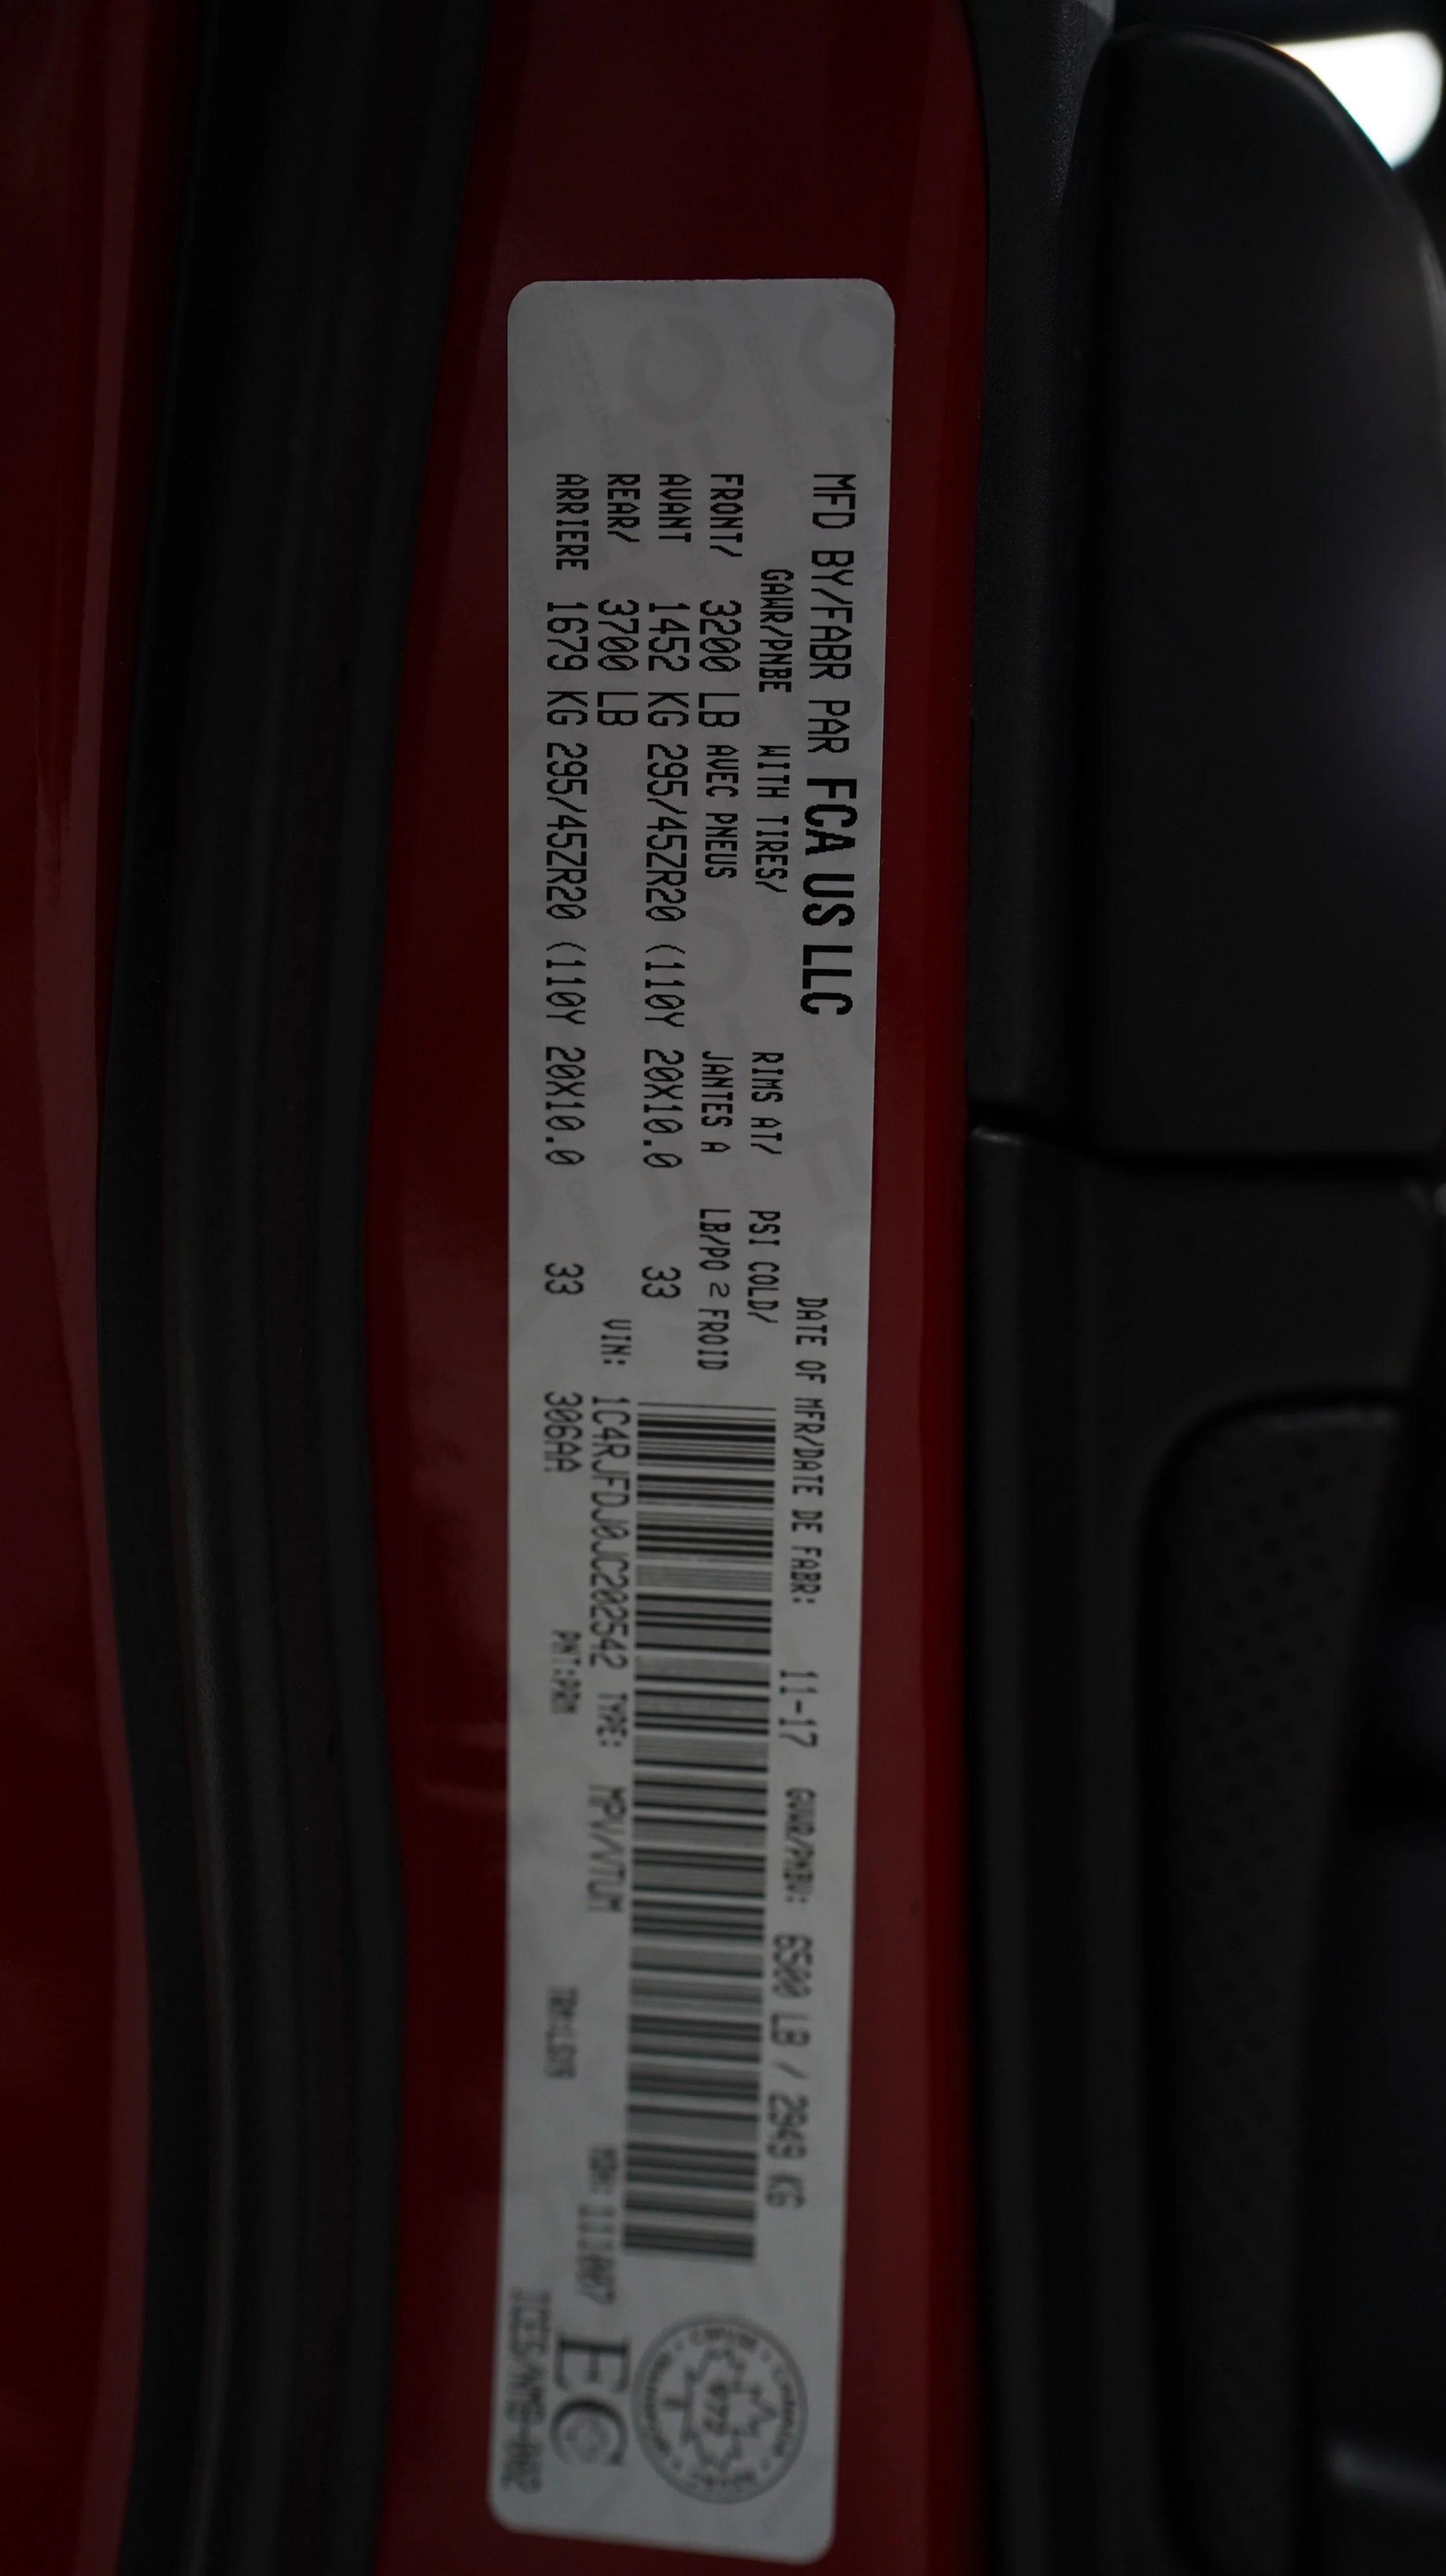 MFD BY/FABR PAR FCA US LLC
DATE OF MFR/DATE DE FABR: 11-17 GVWR/PNBV: 6500 LB / 2949 KG
GAWR/PNBE WITH TIRES/ RIMS AT/ PSI COLD/
FRONT/ 3200 LB AVEC PNEUS JANTES A LB/PO 2 FROID
AVANT 1452 KG 295/45ZR20 (110Y 20X10.0 33
REAR/ 3700 LB
VIN: 1C4RJFDJ0JC202542 TYPE: MPV/VTUM
ARRIERE 1679 KG 295/45ZR20 (110Y 20X10.0 33
306AA PNT:PRM
EC